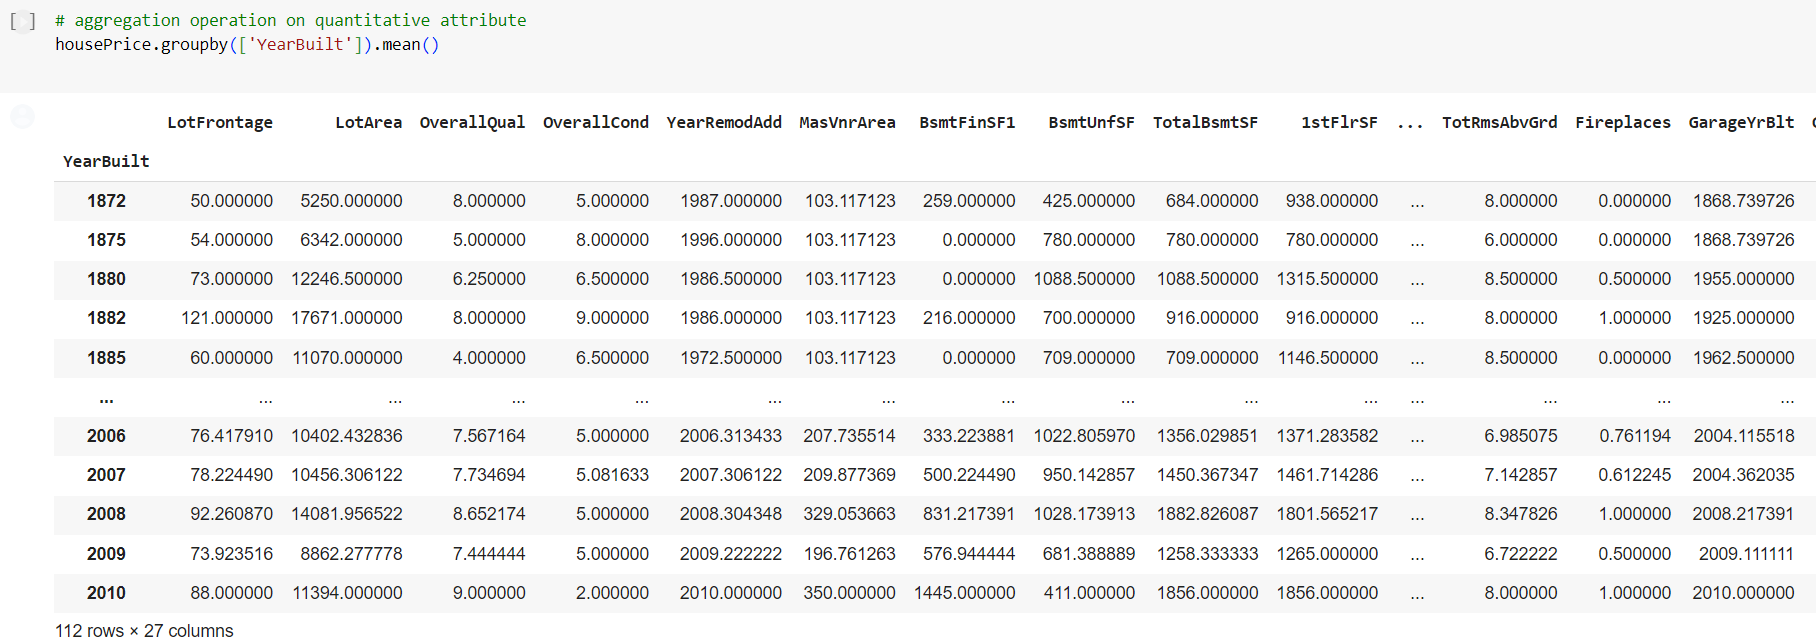 [ ] # aggregation operation on quantitative attribute
housePrice.groupby(['YearBuilt']).mean()
LotFrontage LotArea OverallQual OverallCond YearRemodAdd MasVnrArea BsmtFinSF1 BsmtUnfSF TotalBsmtSF 1stFlrSF ... TotRmsAbvGrd Fireplaces GarageYrBlt
YearBuilt
1872 50.000000 5250.000000 8.000000 5.000000 1987.000000 103.117123 259.000000 425.000000 684.000000 938.000000 ... 8.000000 0.000000 1868.739726
1875 54.000000 6342.000000 5.000000 8.000000 1996.000000 103.117123 0.000000 780.000000 780.000000 780.000000 ... 6.000000 0.000000 1868.739726
1880 73.000000 12246.500000 6.250000 6.500000 1986.500000 103.117123 0.000000 1088.500000 1088.500000 1315.500000 ... 8.500000 0.500000 1955.000000
1882 121.000000 17671.000000 8.000000 9.000000 1986.000000 103.117123 216.000000 700.000000 916.000000 916.000000 ... 8.000000 1.000000 1925.000000
1885 60.000000 11070.000000 4.000000 6.500000 1972.500000 103.117123 0.000000 709.000000 709.000000 1146.500000 ... 8.500000 0.000000 1962.500000
... ... ... ... ... ... ... ... ... ... ... ... ... ... ...
2006 76.417910 10402.432836 7.567164 5.000000 2006.313433 207.735514 333.223881 1022.805970 1356.029851 1371.283582 ... 6.985075 0.761194 2004.115518
2007 78.224490 10456.306122 7.734694 5.081633 2007.306122 209.877369 500.224490 950.142857 1450.367347 1461.714286 ... 7.142857 0.612245 2004.362035
2008 92.260870 14081.956522 8.652174 5.000000 2008.304348 329.053663 831.217391 1028.173913 1882.826087 1801.565217 ... 8.347826 1.000000 2008.217391
2009 73.923516 8862.277778 7.444444 5.000000 2009.222222 196.761263 576.944444 681.388889 1258.333333 1265.000000 ... 6.722222 0.500000 2009.111111
2010 88.000000 11394.000000 9.000000 2.000000 2010.000000 350.000000 1445.000000 411.000000 1856.000000 1856.000000 ... 8.000000 1.000000 2010.000000
112 rows × 27 columns